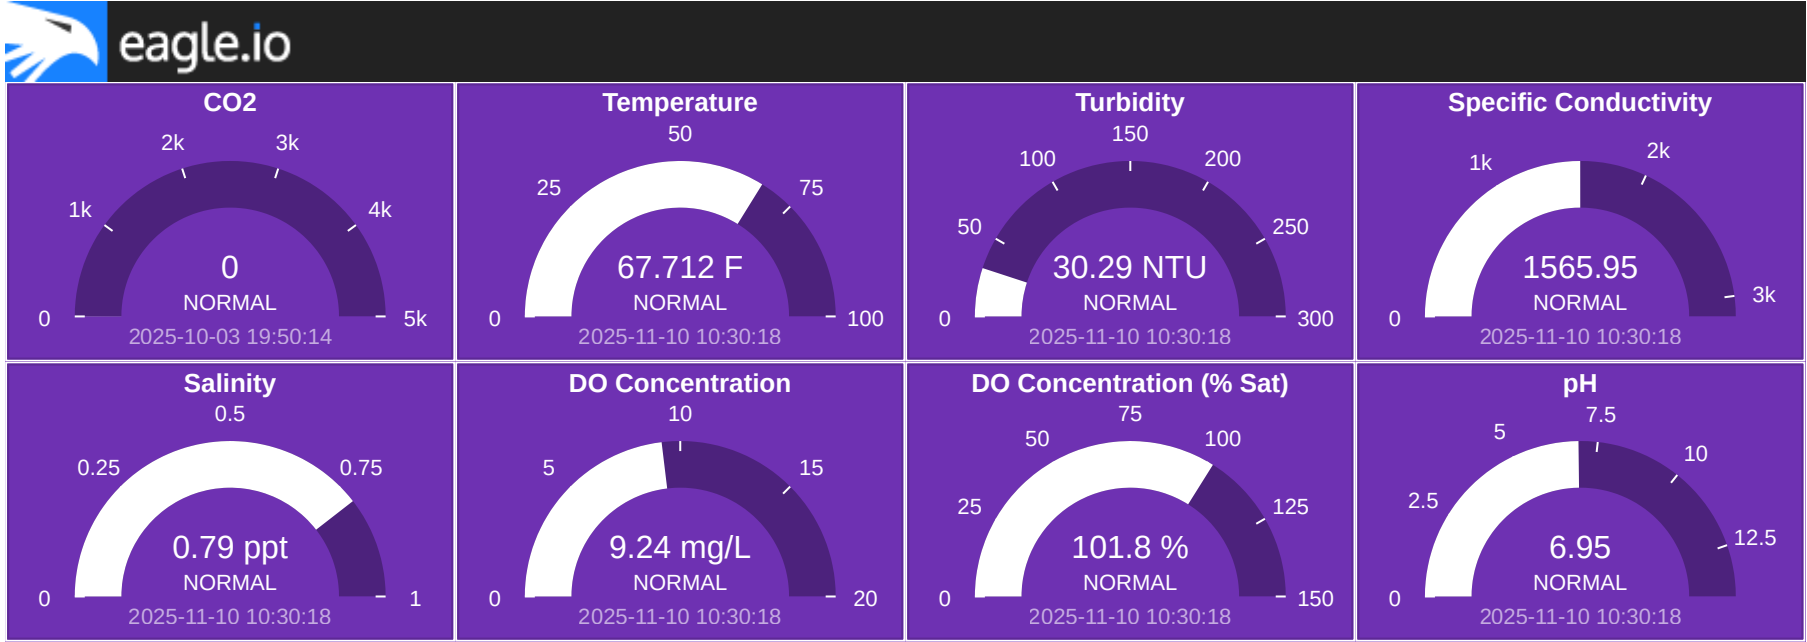 eagle.io
CO2
2k
3k
1k
4k
0
5k
0
NORMAL
2025-10-03 19:50:14
Temperature
50
25
75
0
100
67.712 F
NORMAL
2025-11-10 10:30:18
Turbidity
150
100
200
50
250
0
300
30.29 NTU
NORMAL
2025-11-10 10:30:18
Specific Conductivity
1k
2k
0
3k
1565.95
NORMAL
2025-11-10 10:30:18
Salinity
0.5
0.25
0.75
0
1
0.79 ppt
NORMAL
2025-11-10 10:30:18
DO Concentration
10
5
15
0
20
9.24 mg/L
NORMAL
2025-11-10 10:30:18
DO Concentration (% Sat)
75
50
100
25
125
0
150
101.8 %
NORMAL
2025-11-10 10:30:18
pH
7.5
5
10
2.5
12.5
0
6.95
NORMAL
2025-11-10 10:30:18